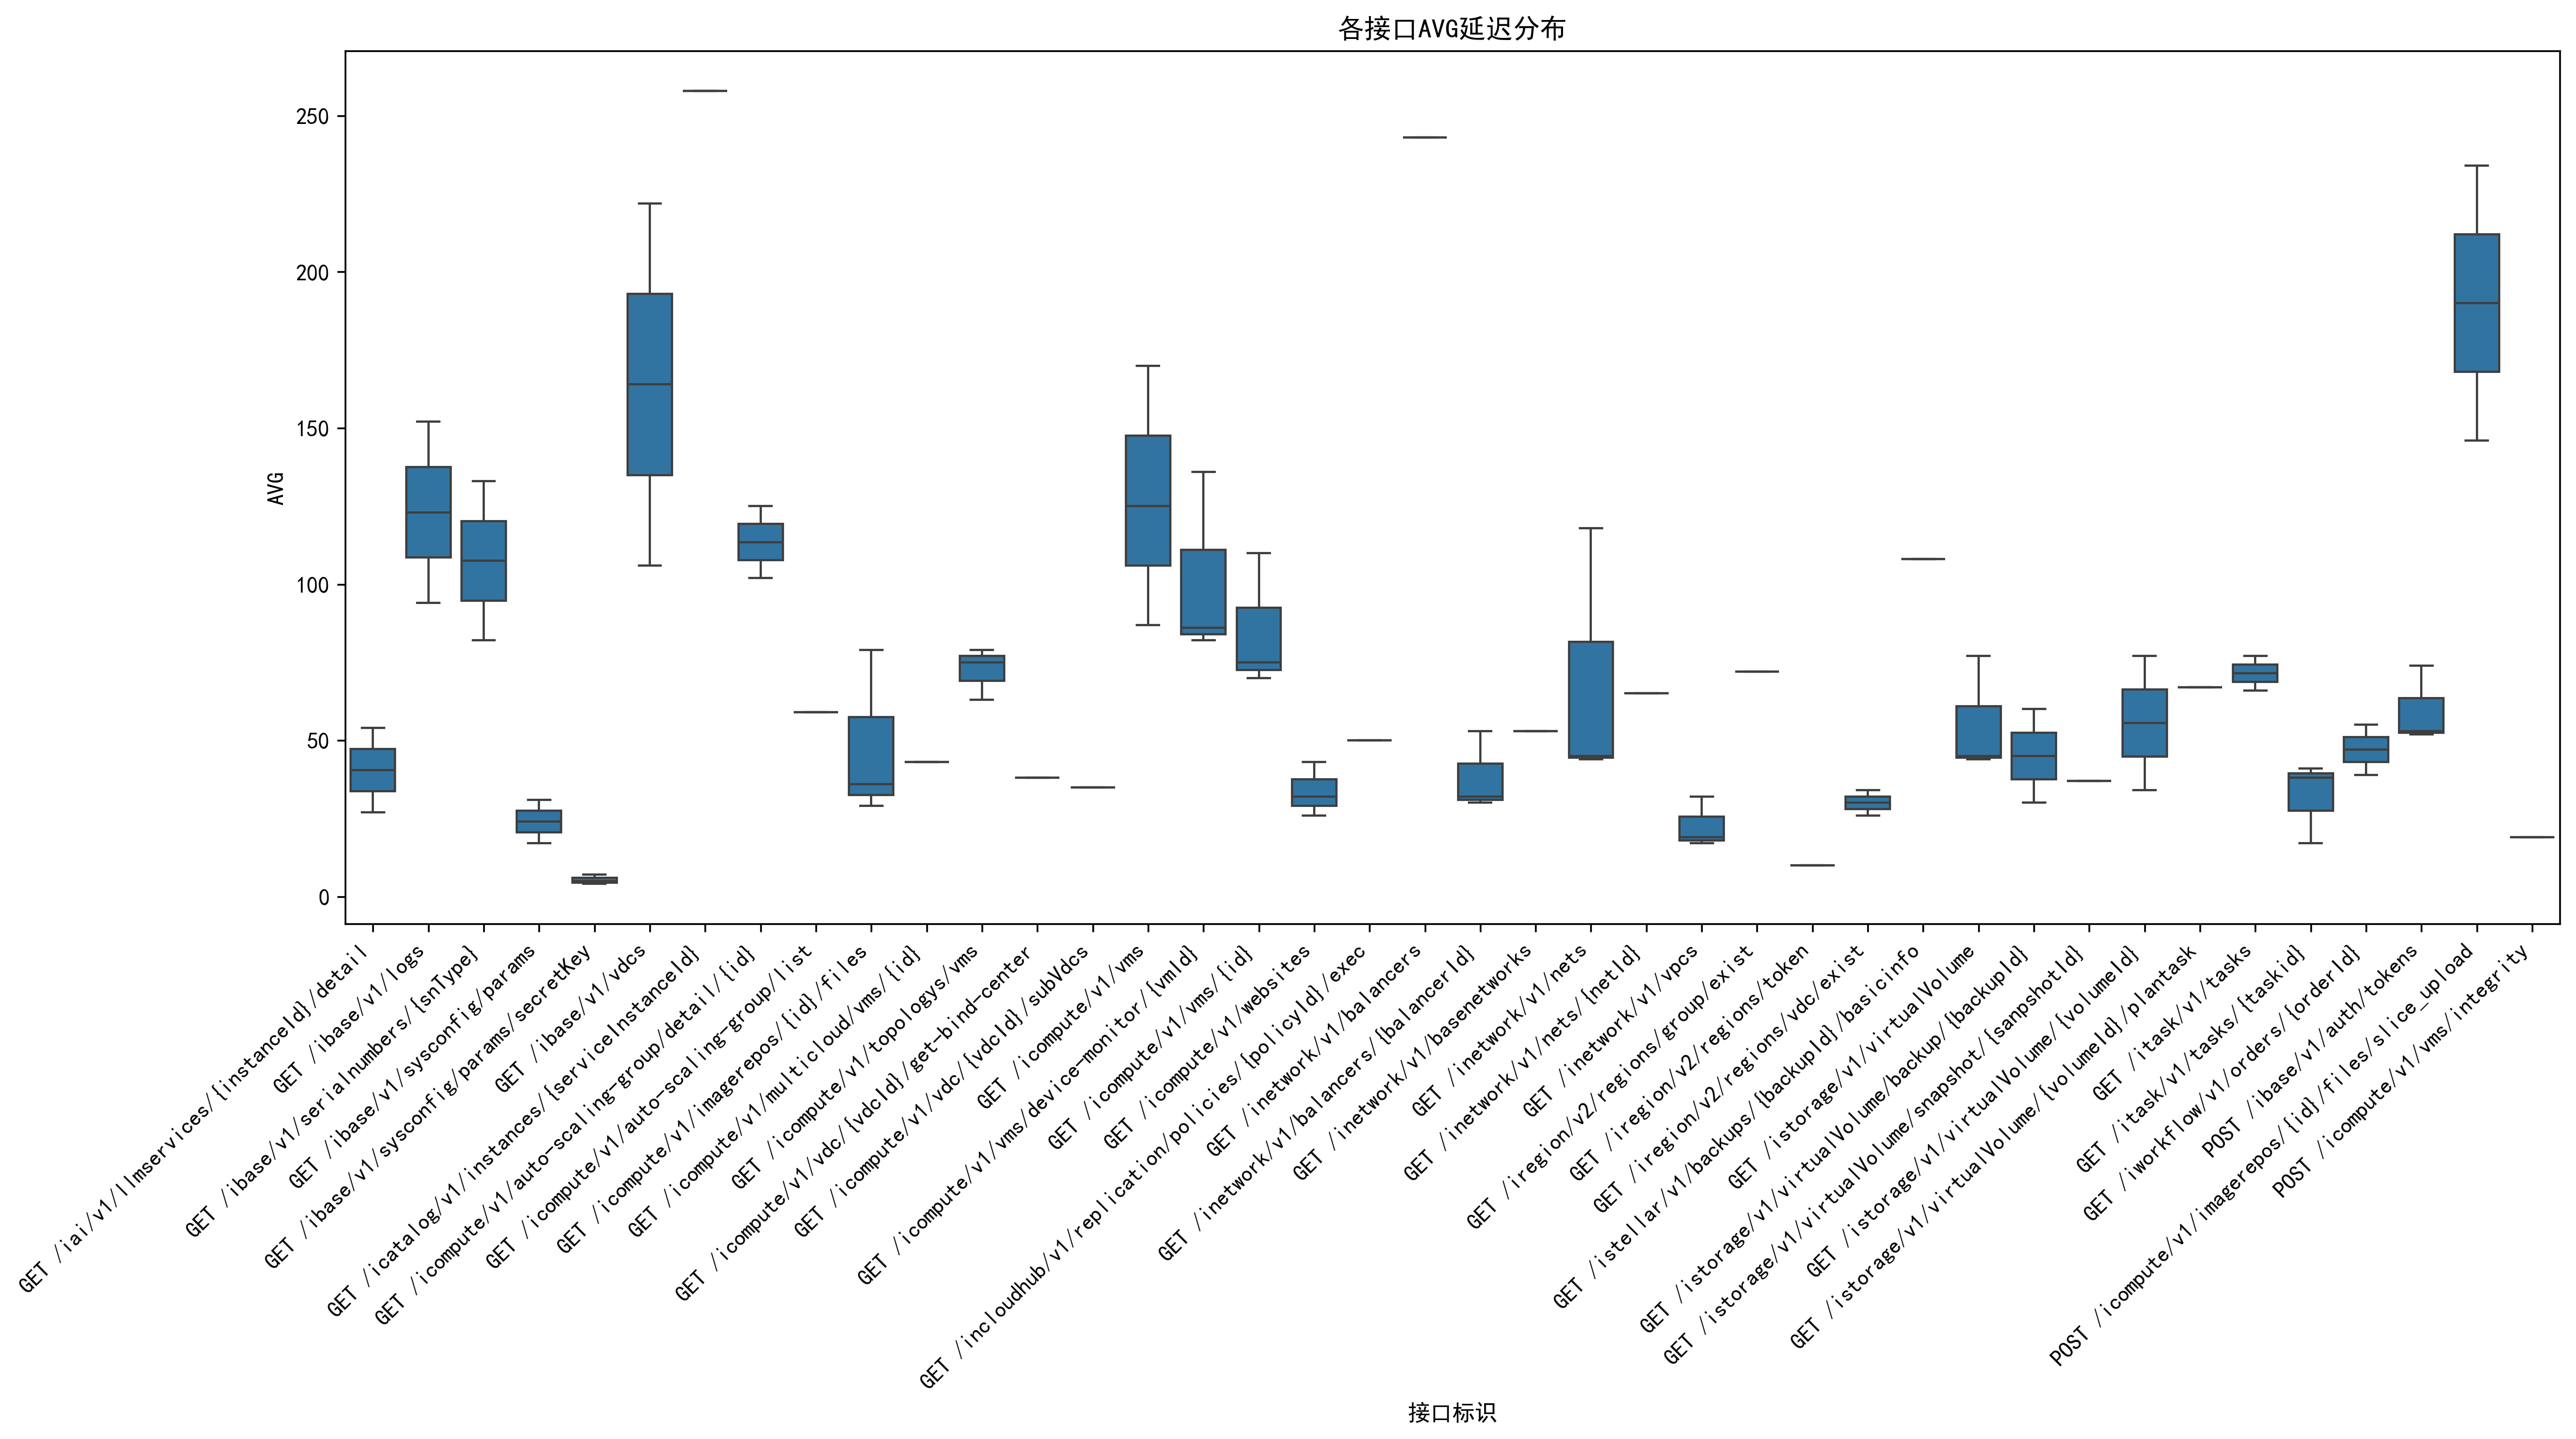 各接口AVG延迟分布
AVG
250
200
150
100
50
0
GET /iai/v1/llmservices/{instanceId}/detail
GET /ibase/v1/logs
GET /ibase/v1/serialnumbers/{snType}
GET /ibase/v1/sysconfig/params
GET /ibase/v1/sysconfig/params/secretKey
GET /ibase/v1/vdcs
GET /icatalog/v1/instances/{serviceInstanceId}
GET /icompute/v1/auto-scaling-group/detail/{id}
GET /icompute/v1/auto-scaling-group/list
GET /icompute/v1/imagerepos/{id}/files
GET /icompute/v1/multicloud/vms/{id}
GET /icompute/v1/topologys/vms
GET /icompute/v1/vdc/{vdcId}/get-bind-center
GET /icompute/v1/vdc/{vdcId}/subVdcs
GET /icompute/v1/vms
GET /icompute/v1/vms/device-monitor/{vmId}
GET /icompute/v1/vms/{id}
GET /icompute/v1/websites
GET /incloudhub/v1/replication/policies/{policyId}/exec
GET /inetwork/v1/balancers
GET /inetwork/v1/balancers/{balancerId}
GET /inetwork/v1/basenetworks
GET /inetwork/v1/nets
GET /inetwork/v1/nets/{netId}
GET /inetwork/v1/vpcs
GET /iregion/v2/regions/group/exist
GET /iregion/v2/regions/token
GET /iregion/v2/regions/vdc/exist
GET /istellar/v1/backups/{backupId}/basicinfo
GET /istorage/v1/virtualVolume
GET /istorage/v1/virtualVolume/backup/{backupId}
GET /istorage/v1/virtualVolume/snapshot/{sanpshotId}
GET /istorage/v1/virtualVolume/{volumeId}
GET /istorage/v1/virtualVolume/{volumeId}/plantask
GET /itask/v1/tasks
GET /itask/v1/tasks/{taskid}
GET /iworkflow/v1/orders/{orderId}
POST /ibase/v1/auth/tokens
POST /icompute/v1/imagerepos/{id}/files/slice_upload
POST /icompute/v1/vms/integrity
接口标识